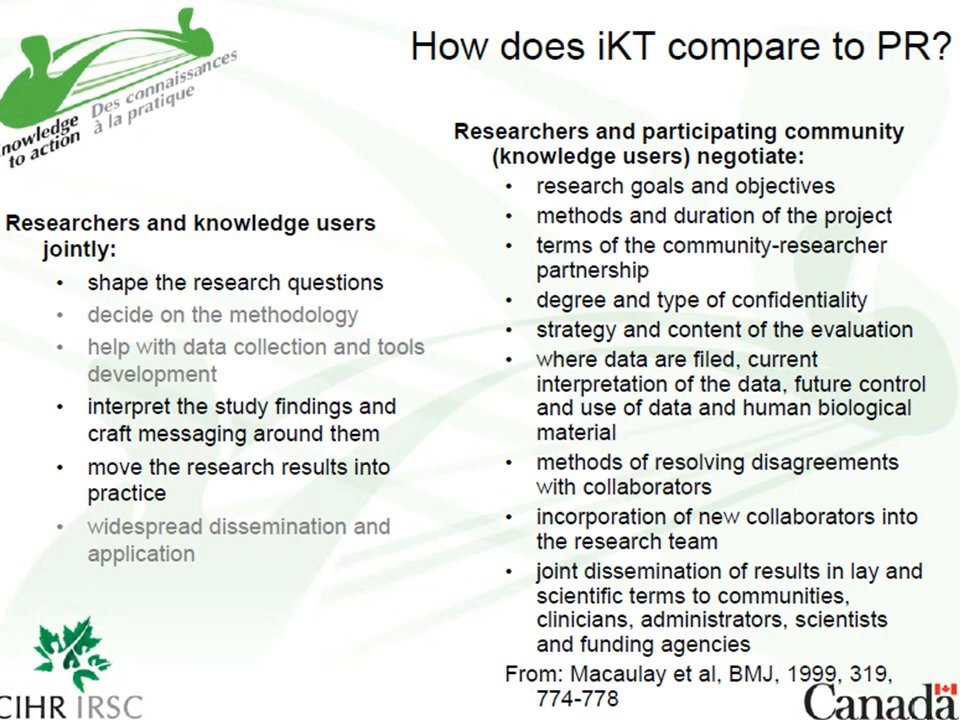 How does iKT compare to PR?
Des connaissances
à la pratique
nowledge
to action
Researchers and knowledge users
jointly:
• shape the research questions
• decide on the methodology
• help with data collection and tools
development
• interpret the study findings and
craft messaging around them
• move the research results into
practice
• widespread dissemination and
application
Researchers and participating community
(knowledge users) negotiate:
• research goals and objectives
• methods and duration of the project
• terms of the community-researcher
partnership
• degree and type of confidentiality
• strategy and content of the evaluation
• where data are filed, current
interpretation of the data, future control
and use of data and human biological
material
• methods of resolving disagreements
with collaborators
• incorporation of new collaborators into
the research team
• joint dissemination of results in lay and
scientific terms to communities,
clinicians, administrators, scientists
and funding agencies
From: Macaulay et al, BMJ, 1999, 319,
774-778
CIHR IRSC
Canada